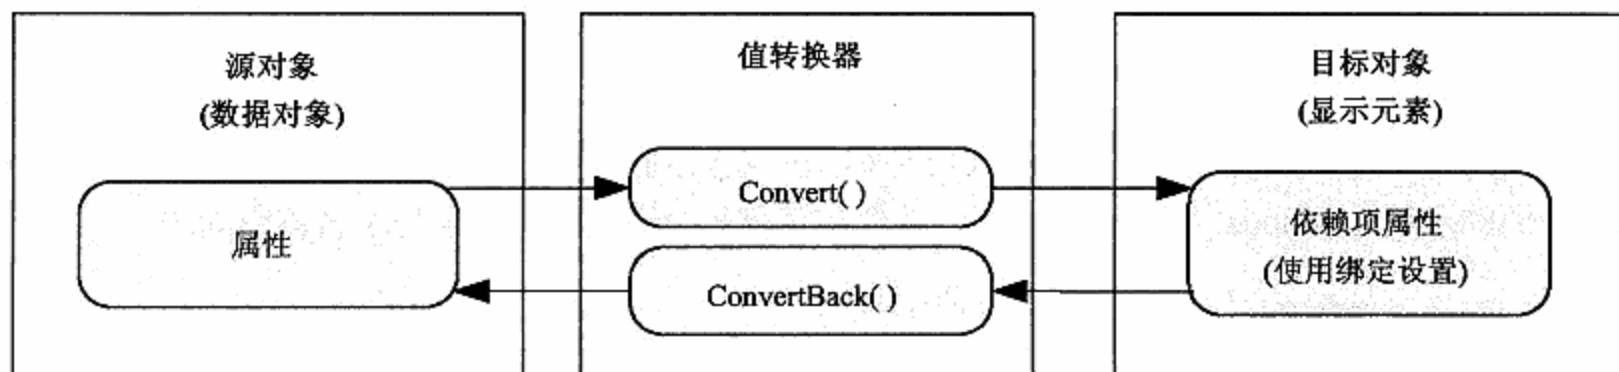 源对象
(数据对象)
属性
值转换器
Convert( )
ConvertBack( )
目标对象
(显示元素)
依赖项属性
(使用绑定设置)